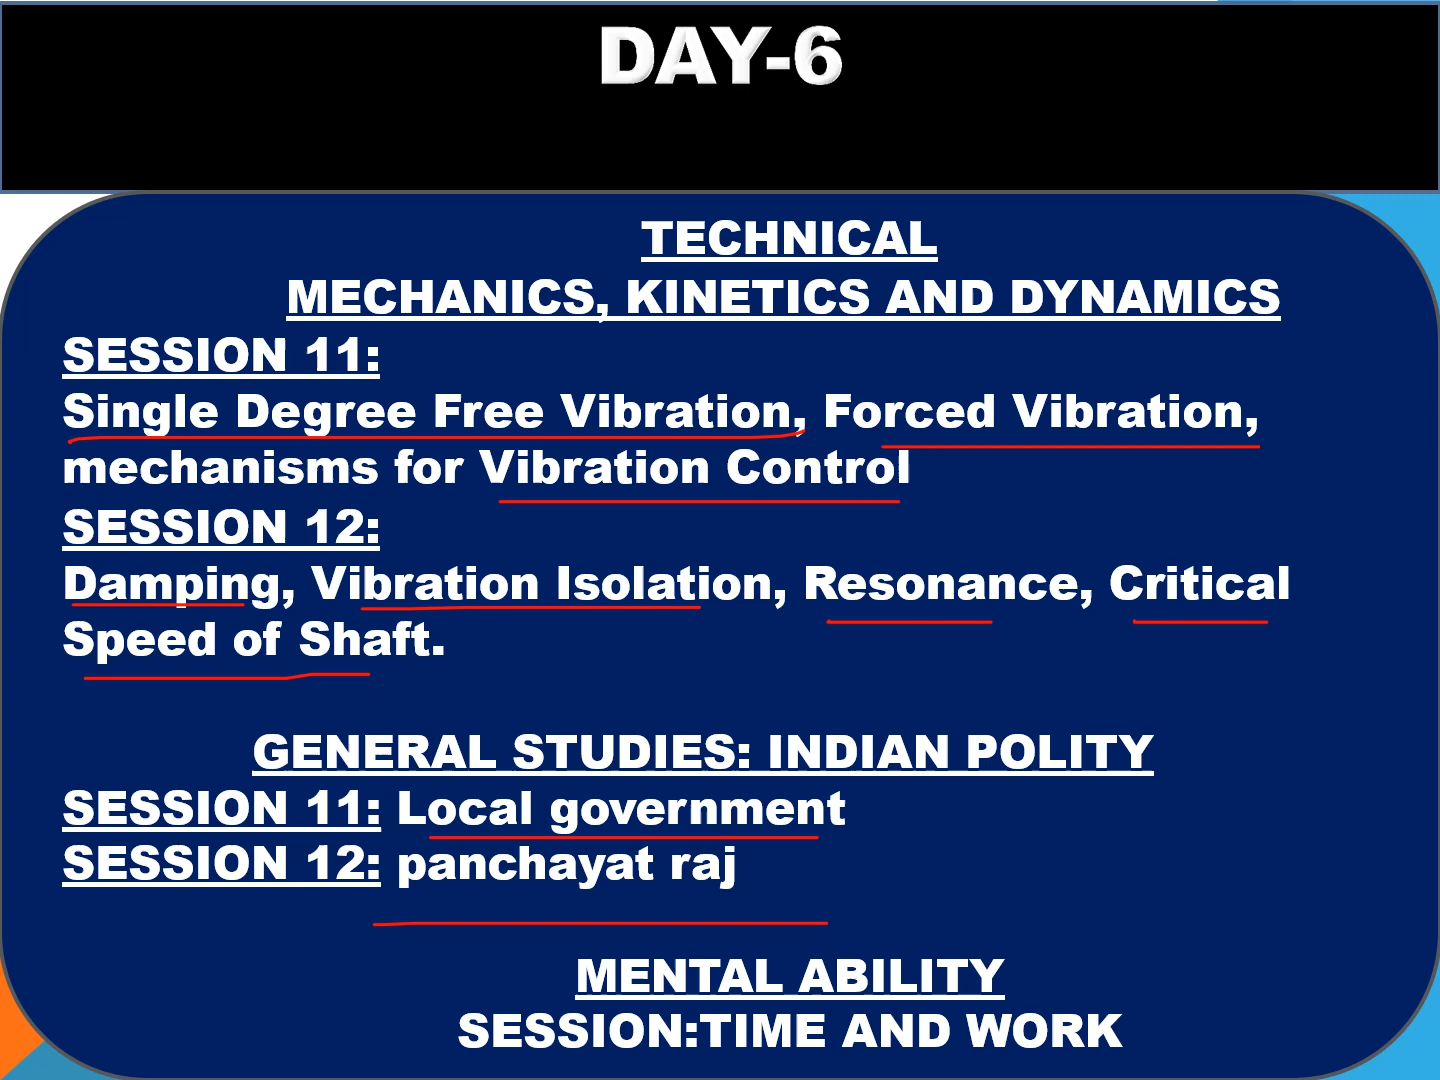 DAY-6
TECHNICAL
MECHANICS, KINETICS AND DYNAMICS
SESSION 11:
Single Degree Free Vibration, Forced Vibration,
mechanisms for Vibration Control
SESSION 12:
Damping, Vibration Isolation, Resonance, Critical
Speed of Shaft.
GENERAL STUDIES: INDIAN POLITY
SESSION 11: Local government
SESSION 12: panchayat raj
MENTAL ABILITY
SESSION:TIME AND WORK